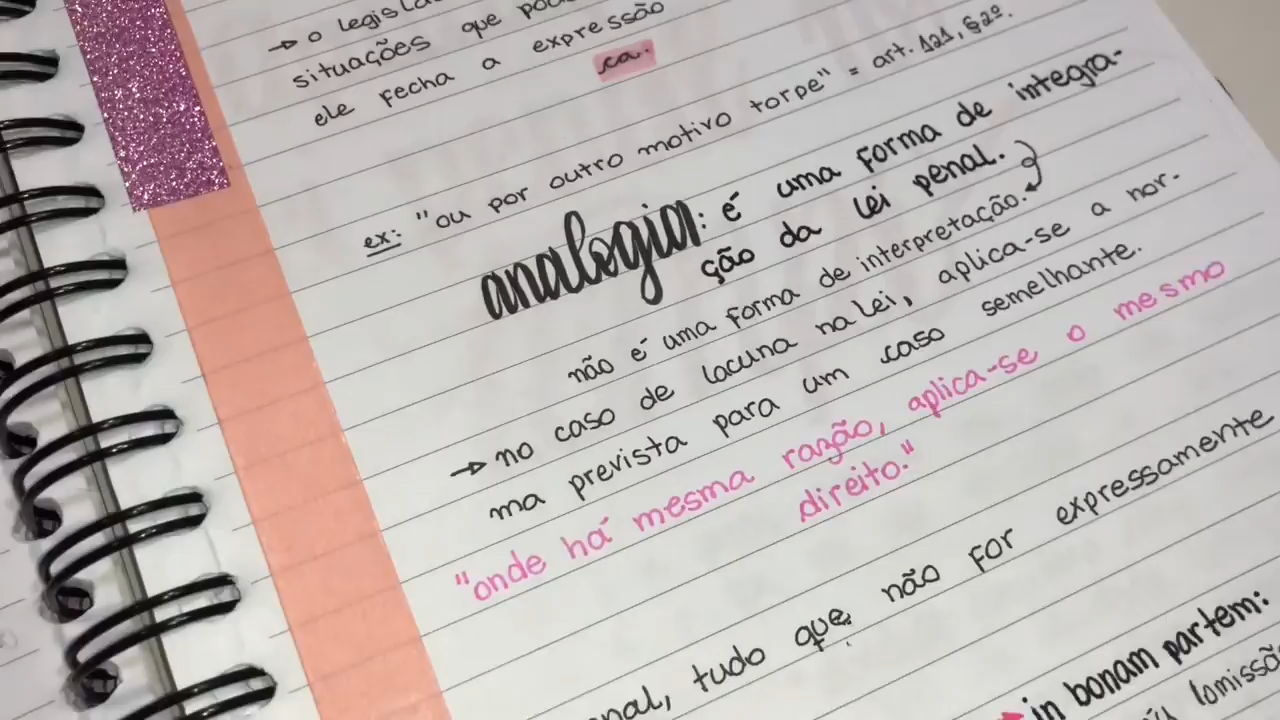 → o legisla
situações que pod
ele fecha a expressão
ca.
ex: "ou por outro motivo torpe" = art. 121, §2º.
analogia: é uma forma de integra-
ção da lei penal.
não é uma forma de interpretação.
→ no caso de lacuna na lei, aplica-se a nor-
ma prevista para um caso semelhante.
"onde há mesma razão, aplica-se o mesmo
direito."
nal, tudo que não for expressamente
in bonam partem:
(omissã